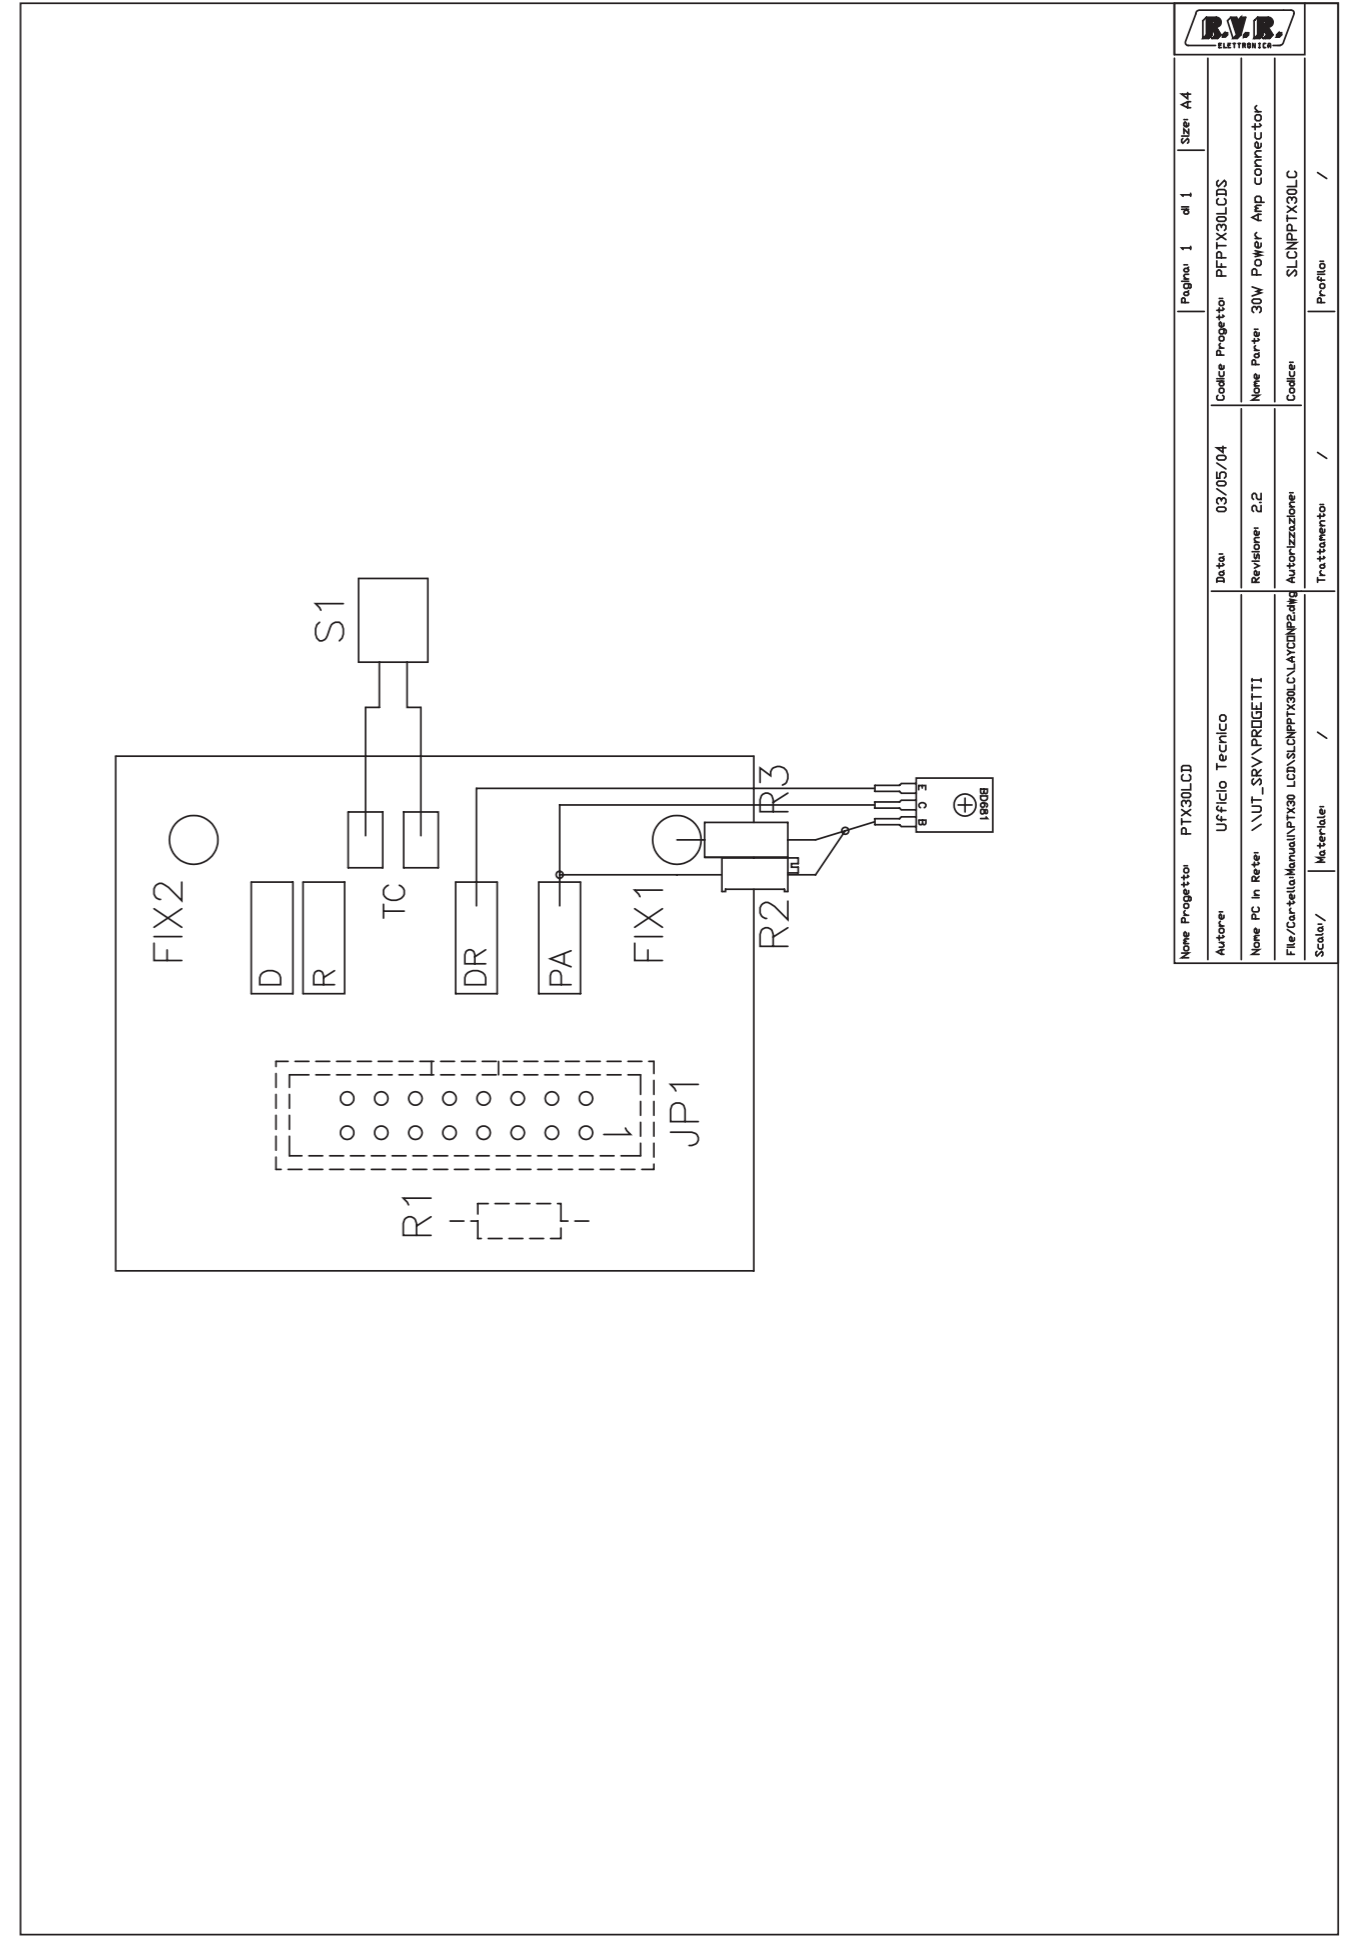 R.V.R.
ELETTRONICA
Nome Progetto: PTX30LCD
Pagina: 1 di 1
Size: A4
Autore: Ufficio Tecnico
Data: 03/05/04
Codice Progetto: PFPTX30LCDS
Nome PC in Rete: \\UT_SRV\PROGETTI
Revisione: 2.2
Nome Parte: 30W Power Amp connector
File/Cartella:Manuali\PTX30 LCD\SLCNPPTX30LC\LAYCONP2.dwg
Autorizzazione:
Codice: SLCNPPTX30LC
Scala: /
Materiale: /
Trattamento: /
Profilo: /
S1
FIX2
TC
D
R
DR
PA
FIX1
R3
R2
E
C
B
BD681
JP1
1
R1